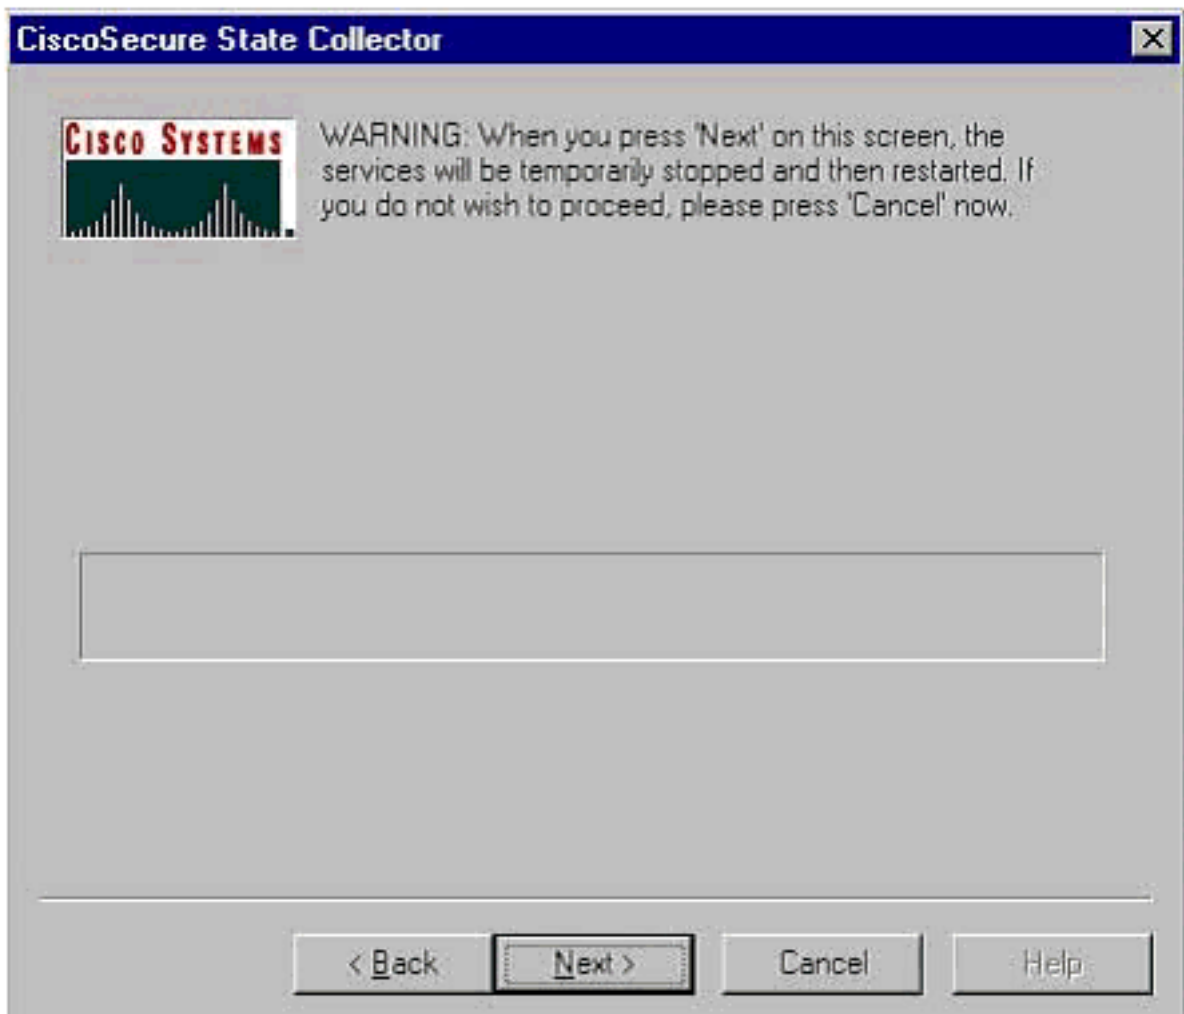 CiscoSecure State Collector
CISCO SYSTEMS
WARNING: When you press 'Next' on this screen, the
services will be temporarily stopped and then restarted. If
you do not wish to proceed, please press 'Cancel' now.
< Back
Next >
Cancel
Help